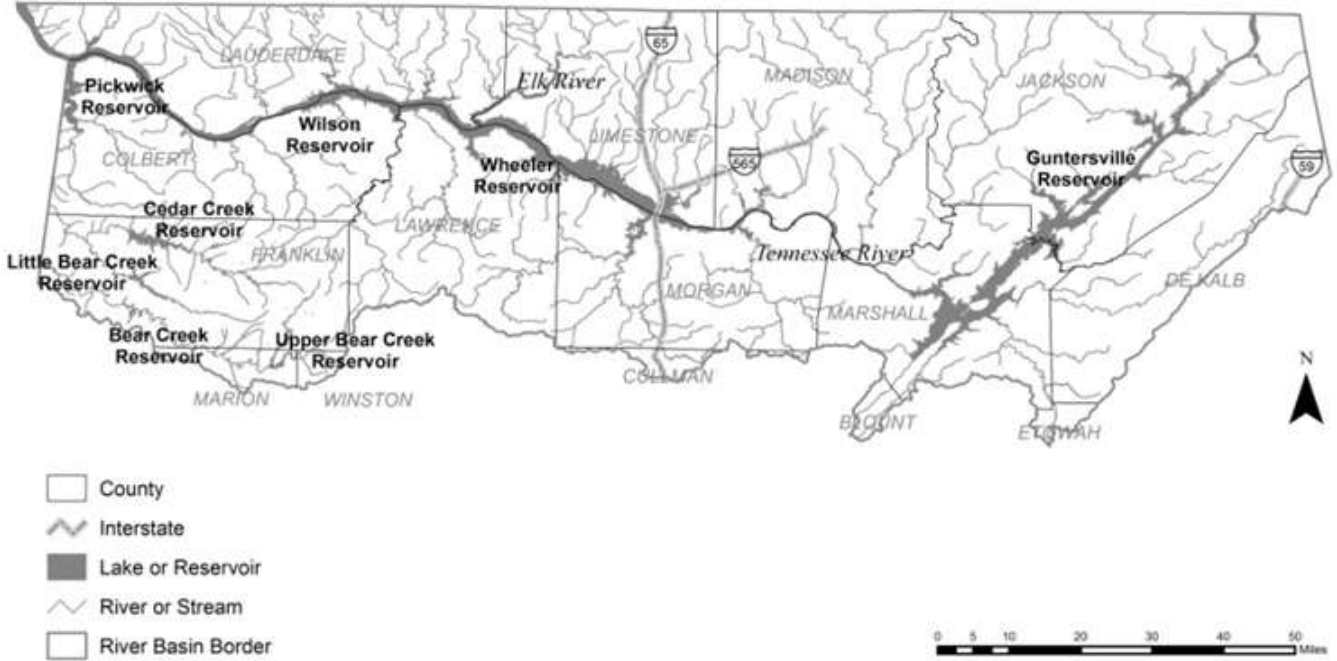 65
LAUDERDALE
Elk River
MADISON
JACKSON
Pickwick
Reservoir
Wilson
Reservoir
LIMESTONE
COLBERT
Wheeler
Reservoir
565
Guntersville
Reservoir
59
Cedar Creek
Reservoir
LAWRENCE
FRANKLIN
Tennessee River
Little Bear Creek
Reservoir
MORGAN
MARSHALL
DE KALB
Bear Creek
Reservoir
Upper Bear Creek
Reservoir
CULLMAN
N
MARION
WINSTON
BLOUNT
ETOWAH
County
Interstate
Lake or Reservoir
River or Stream
River Basin Border
0 5 10 20 30 40 50
Miles